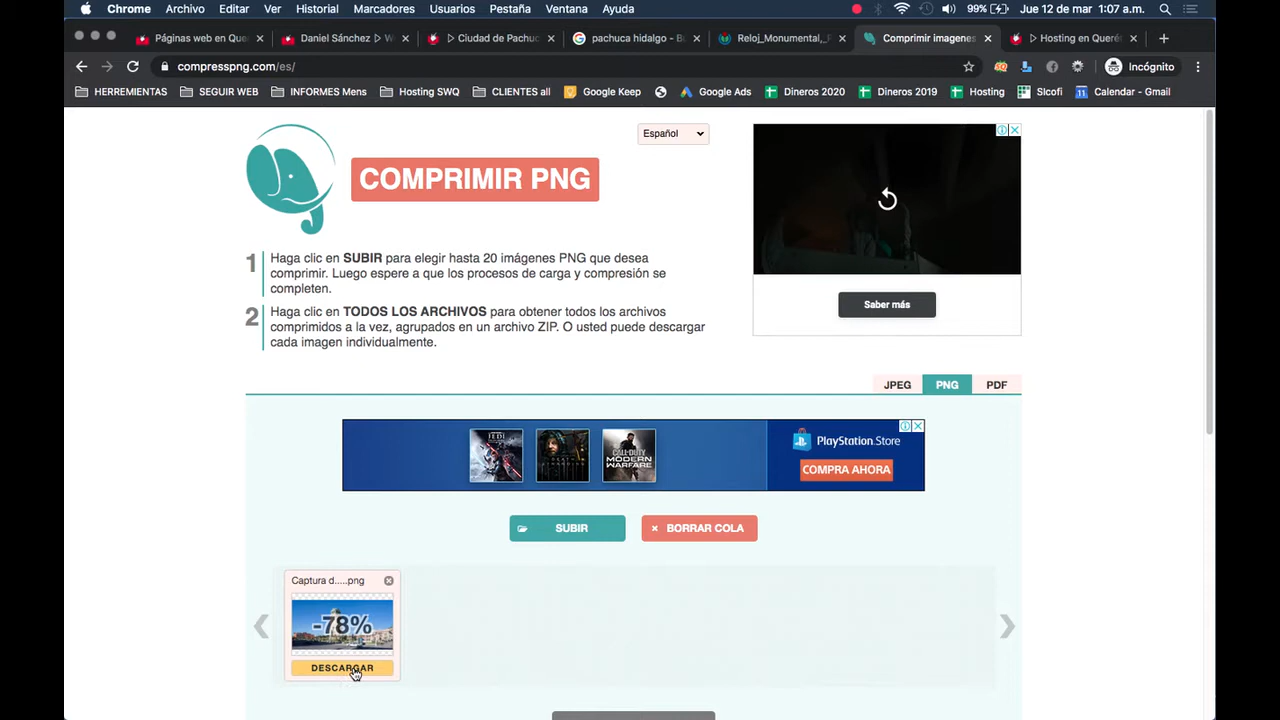 Chrome Archivo Editar Ver Historial Marcadores Usuarios Pestaña Ventana Ayuda 99% Jue 12 de mar 1:07 a.m.
Páginas web en Que Daniel Sánchez ▷ W Ciudad de Pachuc pachuca hidalgo - B Reloj_Monumental,_ Comprimir imagenes ▷ Hosting en Queré
compresspng.com/es/ Incógnito
HERREMIENTAS SEGUIR WEB INFORMES Mens Hosting SWQ CLIENTES all Google Keep Google Ads Dineros 2020 Dineros 2019 Hosting SIcofi Calendar - Gmail
Español
COMPRIMIR PNG
1 Haga clic en SUBIR para elegir hasta 20 imágenes PNG que desea
comprimir. Luego espere a que los procesos de carga y compresión se
completen.
2 Haga clic en TODOS LOS ARCHIVOS para obtener todos los archivos
comprimidos a la vez, agrupados en un archivo ZIP. O usted puede descargar
cada imagen individualmente.
Saber más
JPEG PNG PDF
JEDI
CALL OF DUTY
MODERN
WARFARE
PlayStation.Store
COMPRA AHORA
SUBIR BORRAR COLA
Captura d.....png
-78%
DESCARGAR